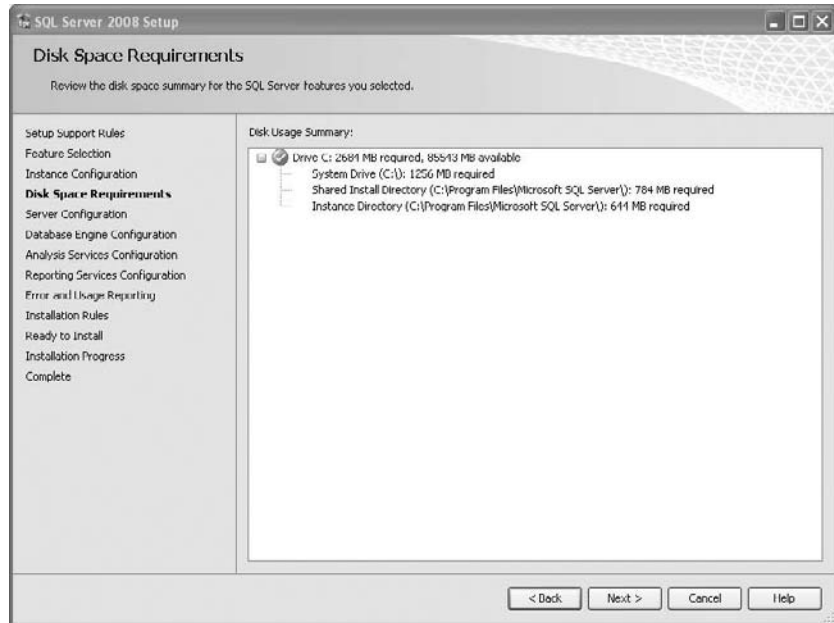 SQL Server 2008 Setup
Disk Space Requirements
Review the disk space summary for the SQL Server features you selected.
Setup Support Rules
Feature Selection
Instance Configuration
Disk Space Requirements
Server Configuration
Database Engine Configuration
Analysis Services Configuration
Reporting Services Configuration
Error and Usage Reporting
Installation Rules
Ready to Install
Installation Progress
Complete
Disk Usage Summary:
Drive C: 2684 MB required, 85543 MB available
System Drive (C:\): 1256 MB required
Shared Install Directory (C:\Program Files\Microsoft SQL Server\): 784 MB required
Instance Directory (C:\Program Files\Microsoft SQL Server\): 644 MB required
< Back
Next >
Cancel
Help